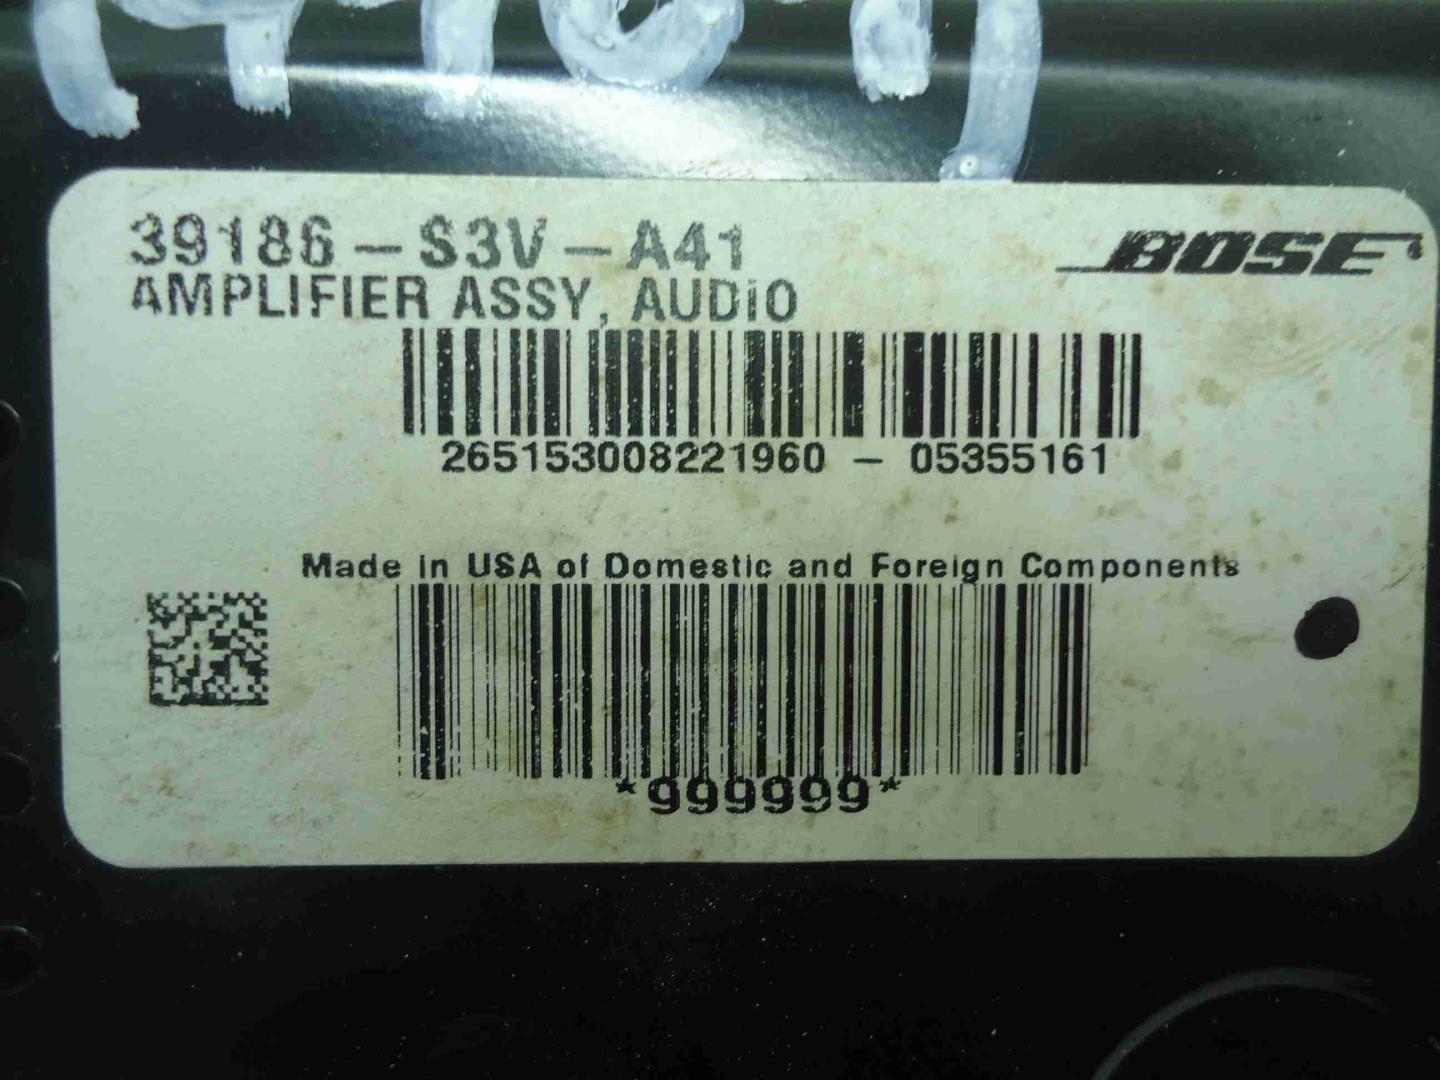 39186-S3V-A41
BOSE
AMPLIFIER ASSY, AUDIO
265153008221960 - 05355161
Made in USA of Domestic and Foreign Components
*999999*